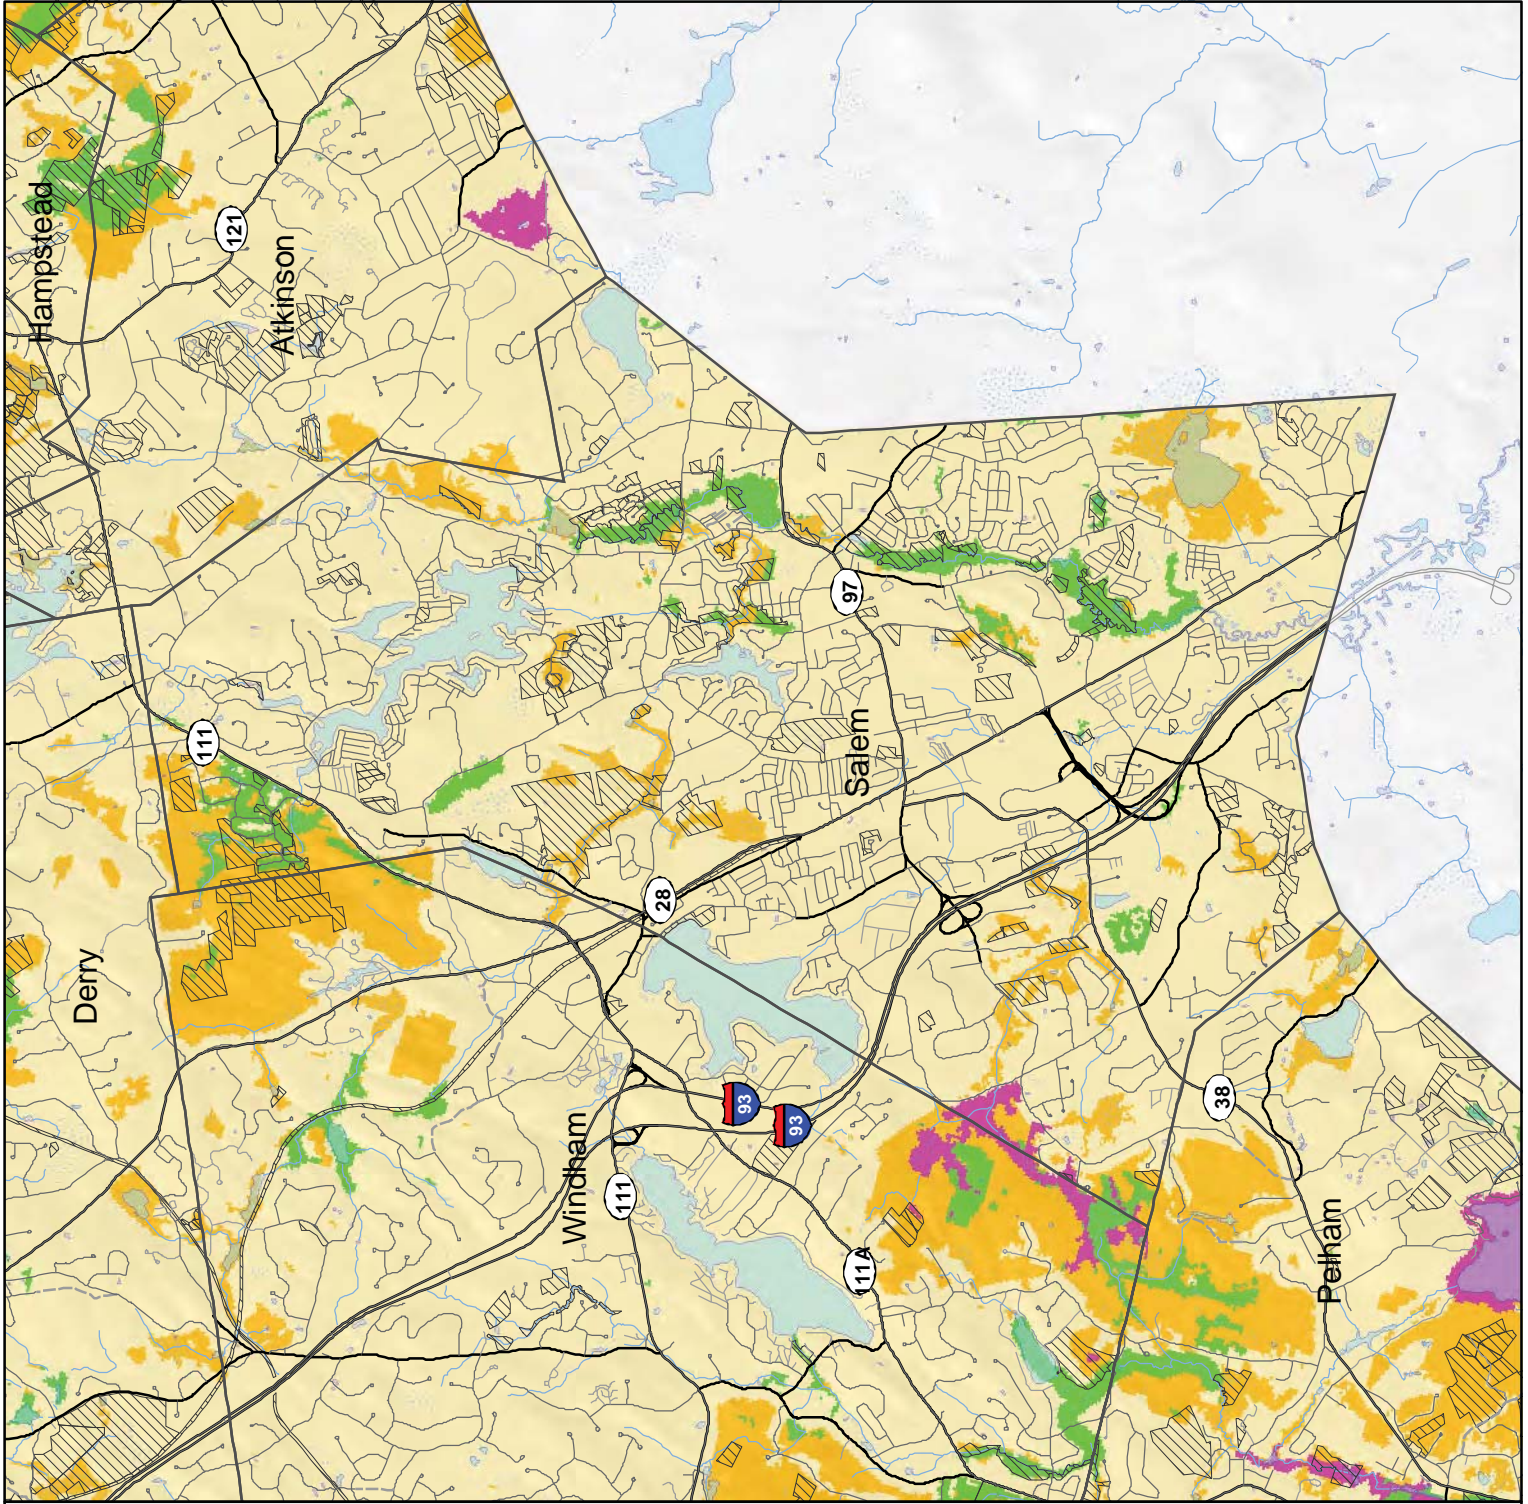 Hampstead
121
Atkinson
111
Derry
97
Salem
28
93
93
Windham
111
111A
38
Pelham